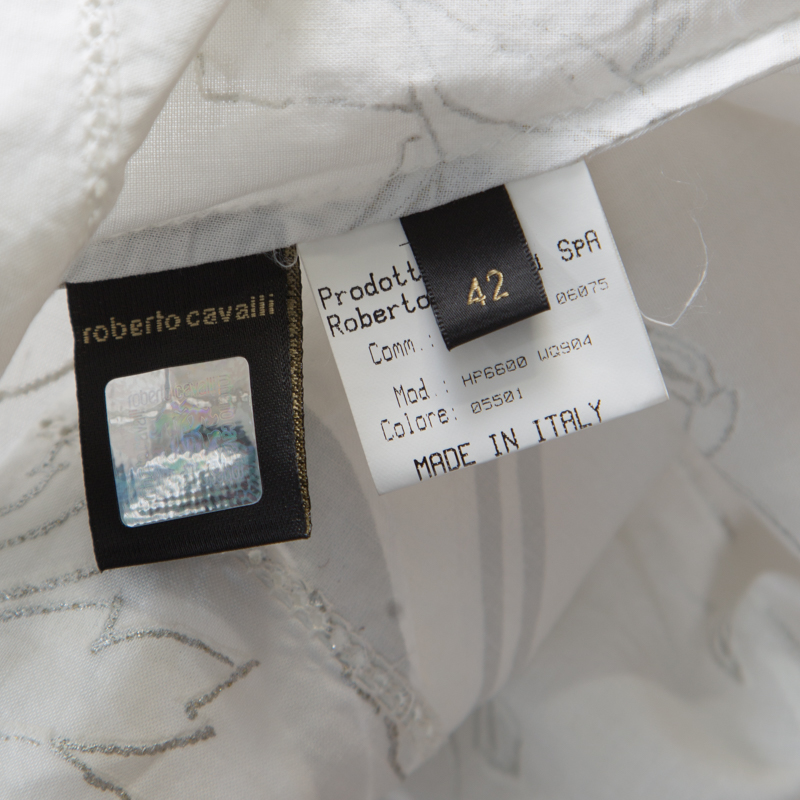 roberto cavalli
42
Prodott i SpA
Roberto 06075
Comm.:
Mod.: HP6600 WQ904
Colore: 05501
MADE IN ITALY